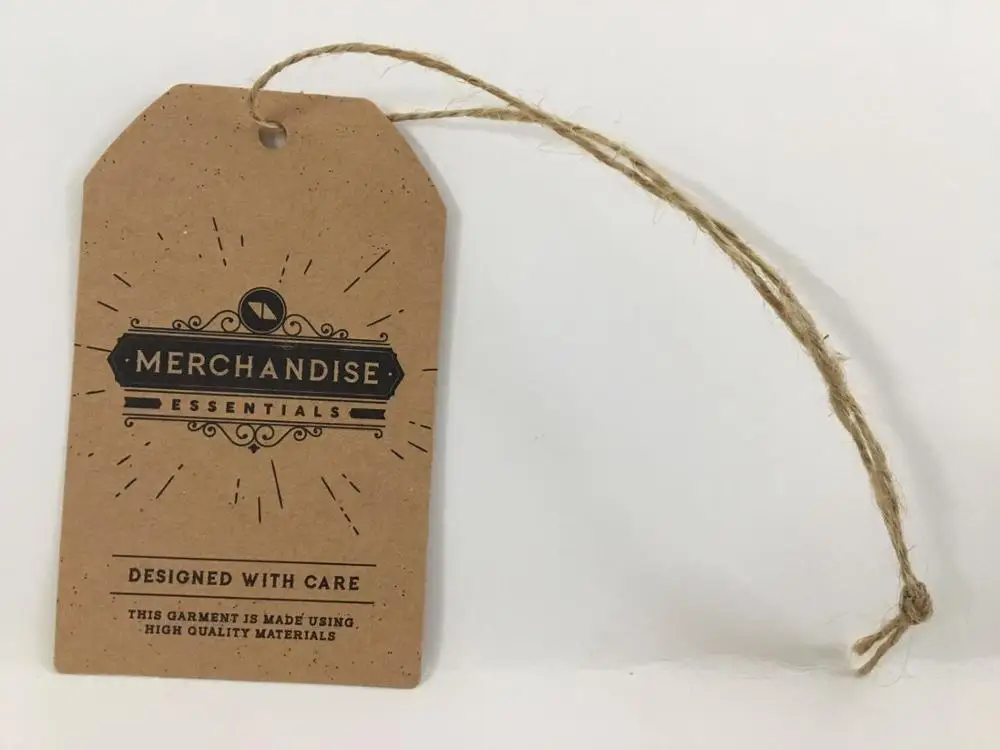 MERCHANDISE
ESSENTIALS
DESIGNED WITH CARE
THIS GARMENT IS MADE USING
HIGH QUALITY MATERIALS